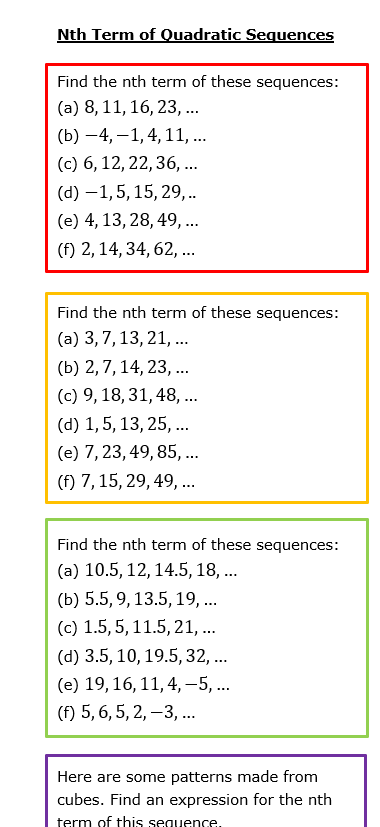 Nth Term of Quadratic Sequences
Find the nth term of these sequences:
(a) 8, 11, 16, 23, ...
(b) −4, −1, 4, 11, ...
(c) 6, 12, 22, 36, ...
(d) −1, 5, 15, 29, ..
(e) 4, 13, 28, 49, ...
(f) 2, 14, 34, 62, ...
Find the nth term of these sequences:
(a) 3, 7, 13, 21, ...
(b) 2, 7, 14, 23, ...
(c) 9, 18, 31, 48, ...
(d) 1, 5, 13, 25, ...
(e) 7, 23, 49, 85, ...
(f) 7, 15, 29, 49, ...
Find the nth term of these sequences:
(a) 10.5, 12, 14.5, 18, ...
(b) 5.5, 9, 13.5, 19, ...
(c) 1.5, 5, 11.5, 21, ...
(d) 3.5, 10, 19.5, 32, ...
(e) 19, 16, 11, 4, −5, ...
(f) 5, 6, 5, 2, −3, ...
Here are some patterns made from
cubes. Find an expression for the nth
term of this sequence.